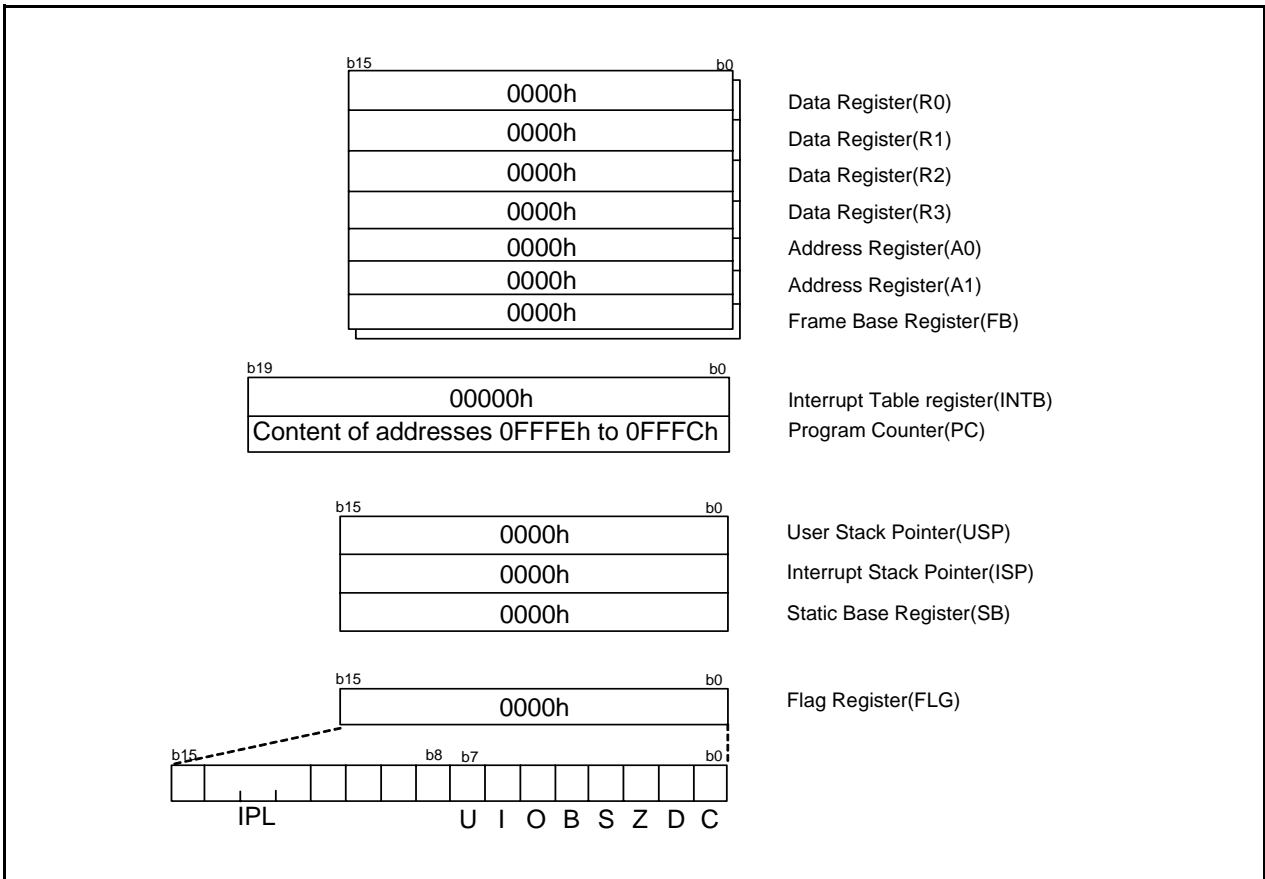 b15 b0
0000h Data Register(R0)
0000h Data Register(R1)
0000h Data Register(R2)
0000h Data Register(R3)
0000h Address Register(A0)
0000h Address Register(A1)
0000h Frame Base Register(FB)
b19 b0
00000h Interrupt Table register(INTB)
Content of addresses 0FFFEh to 0FFFCh Program Counter(PC)
b15 b0
0000h User Stack Pointer(USP)
0000h Interrupt Stack Pointer(ISP)
0000h Static Base Register(SB)
b15 b0
0000h Flag Register(FLG)
b15 b8 b7 b0
IPL U I O B S Z D C